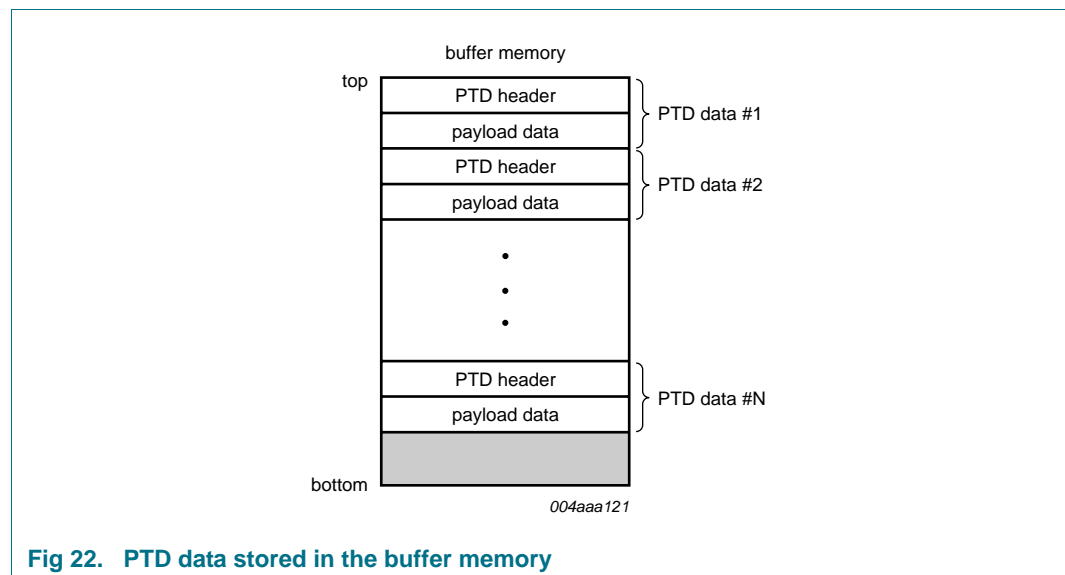 buffer memory
top
PTD header
payload data
PTD data #1
PTD header
payload data
PTD data #2
PTD header
payload data
PTD data #N
bottom
004aaa121
Fig 22. PTD data stored in the buffer memory